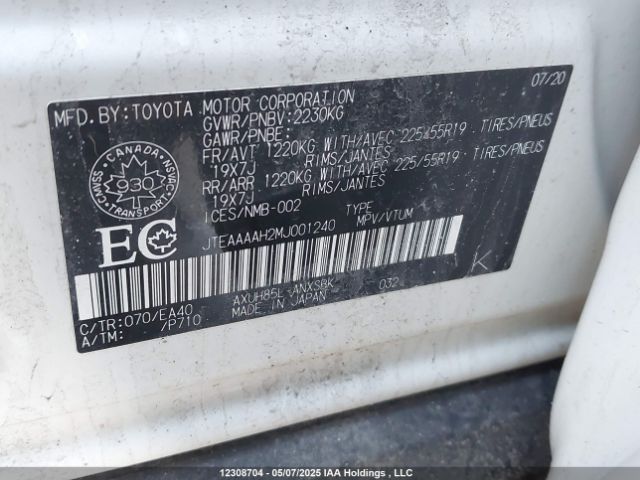 MFD.BY:TOYOTA MOTOR CORPORATION 07/20
GVWR/PNBV:2230KG
GAWR/PNBE:
FR/AVT 1220KG WITH/AVEC 225/55R19 · TIRES/PNEUS
19X7J RIMS/JANTES
RR/ARR 1220KG WITH/AVEC 225/55R19 · TIRES/PNEUS
19X7J RIMS/JANTES
ICES/NMB-002 TYPE
JTEAAAAH2MJ001240 MPV/VTUM
CANADA
930
TRANSPORT
EC
AXUH85L-ANXSBK 032
MADE IN JAPAN
K
C/TR:070/EA40
A/TM: /P710
12308704 - 05/07/2025 IAA Holdings , LLC